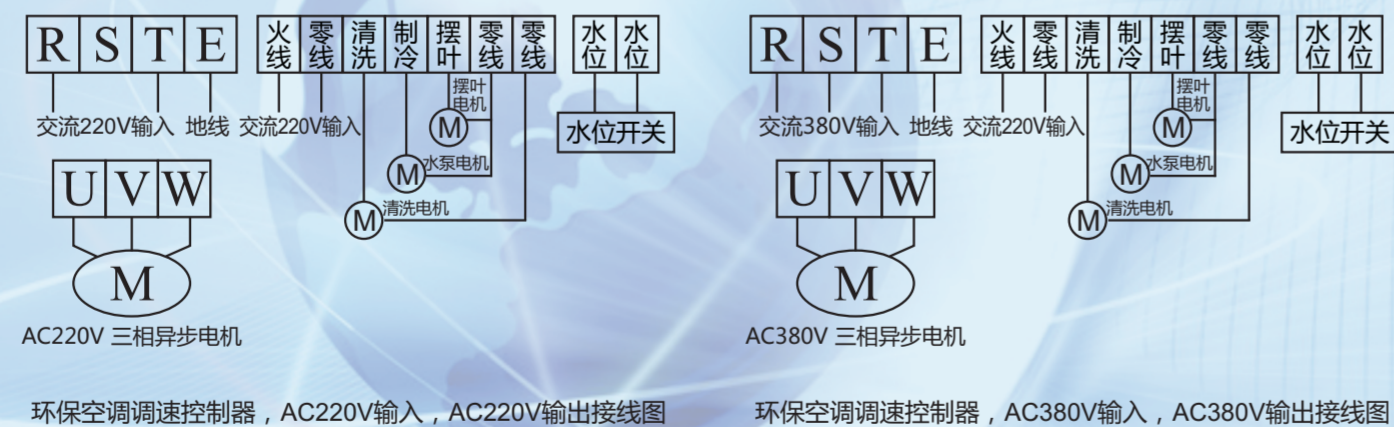 R S T E
火线 零线 清洗 制冷 摆叶 零线 零线
水位 水位
摆叶电机
M
交流220V输入 地线 交流220V输入
水位开关
M 水泵电机
U V W
M 清洗电机
M
AC220V 三相异步电机
环保空调调速控制器，AC220V输入，AC220V输出接线图
R S T E
火线 零线 清洗 制冷 摆叶 零线 零线
水位 水位
摆叶电机
M
交流380V输入 地线 交流220V输入
水位开关
M 水泵电机
U V W
M 清洗电机
M
AC380V 三相异步电机
环保空调调速控制器，AC380V输入，AC380V输出接线图